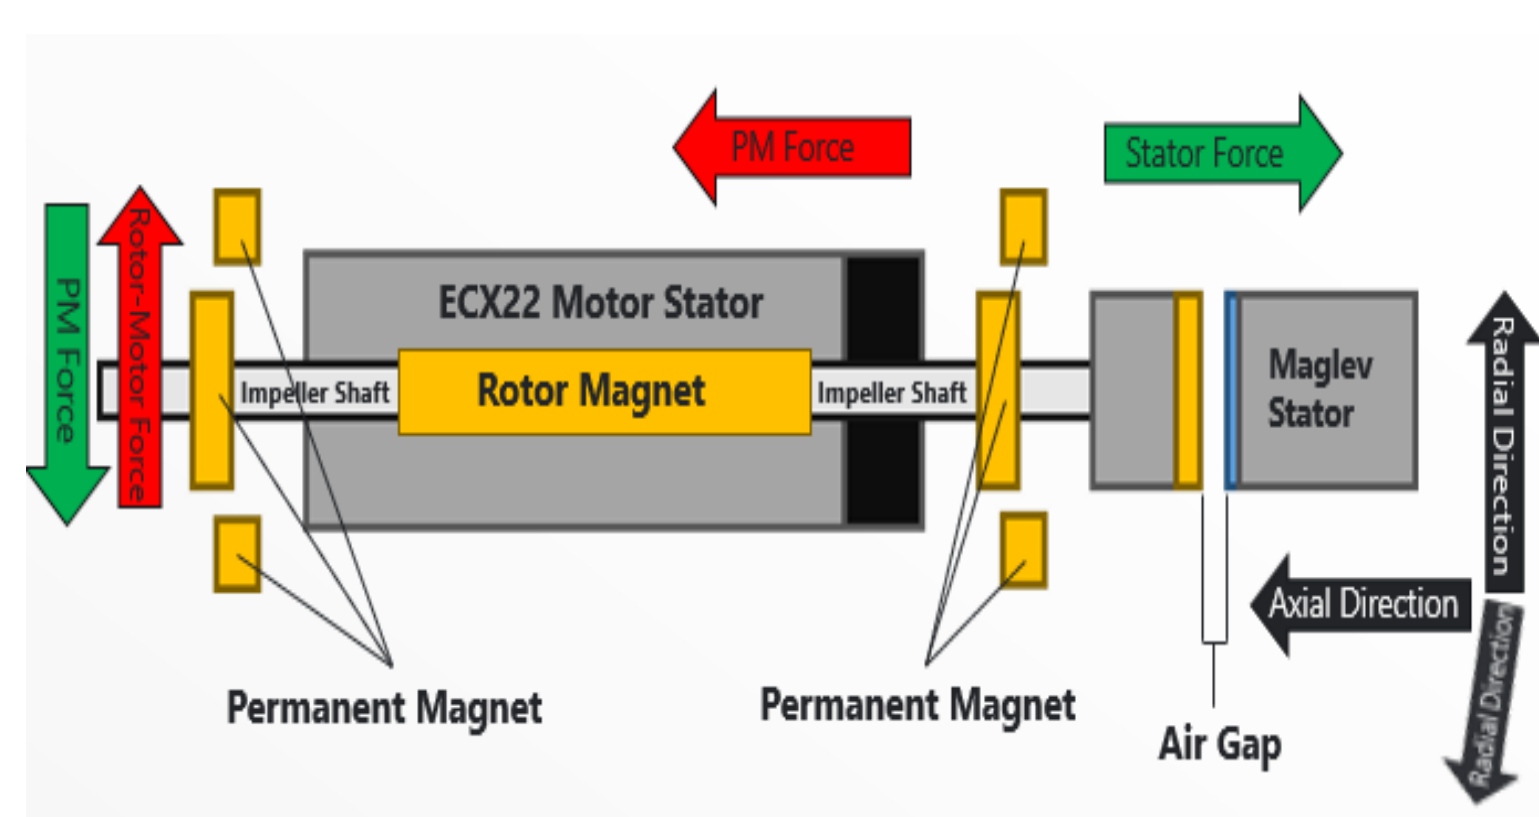 PM Force
Stator Force
PM Force
Rotor-Motor Force
ECX22 Motor Stator
Impeller Shaft
Rotor Magnet
Impeller Shaft
Maglev
Stator
Radial Direction
Axial Direction
Radial Direction
Permanent Magnet
Permanent Magnet
Air Gap